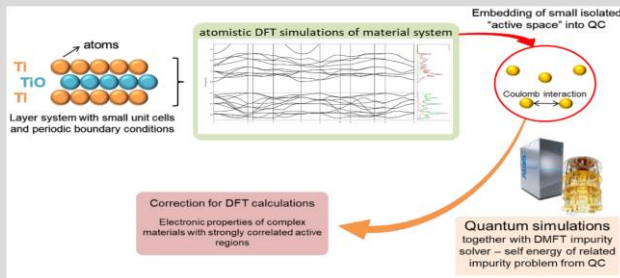 atoms
Ti
TiO
Ti
Layer system with small unit cells
and periodic boundary conditions
atomistic DFT simulations of material system
Embedding of small isolated
“active space” into QC
Coulomb interaction
Correction for DFT calculations
Electronic properties of complex
materials with strongly correlated active
regions
Quantum simulations
together with DMFT impurity
solver – self energy of related
impurity problem from QC